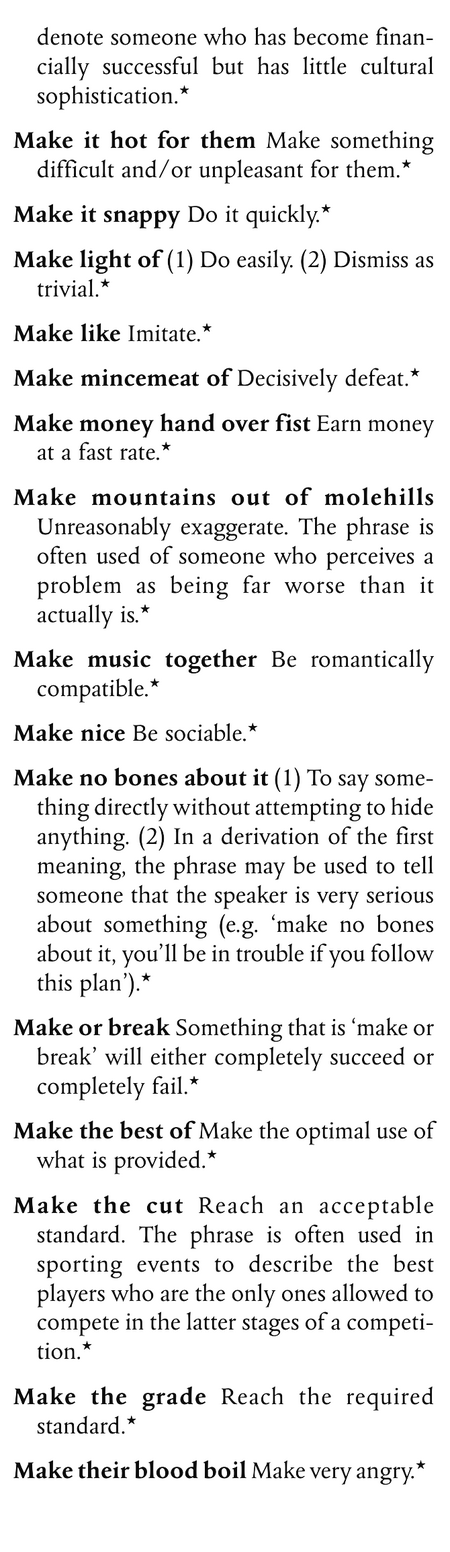 denote someone who has become finan-
cially successful but has little cultural
sophistication.★
Make it hot for them Make something
difficult and/or unpleasant for them.★
Make it snappy Do it quickly.★
Make light of (1) Do easily. (2) Dismiss as
trivial.★
Make like Imitate.★
Make mincemeat of Decisively defeat.★
Make money hand over fist Earn money
at a fast rate.★
Make mountains out of molehills
Unreasonably exaggerate. The phrase is
often used of someone who perceives a
problem as being far worse than it
actually is.★
Make music together Be romantically
compatible.★
Make nice Be sociable.★
Make no bones about it (1) To say some-
thing directly without attempting to hide
anything. (2) In a derivation of the first
meaning, the phrase may be used to tell
someone that the speaker is very serious
about something (e.g. ‘make no bones
about it, you’ll be in trouble if you follow
this plan’).★
Make or break Something that is ‘make or
break’ will either completely succeed or
completely fail.★
Make the best of Make the optimal use of
what is provided.★
Make the cut Reach an acceptable
standard. The phrase is often used in
sporting events to describe the best
players who are the only ones allowed to
compete in the latter stages of a competi-
tion.★
Make the grade Reach the required
standard.★
Make their blood boil Make very angry.★